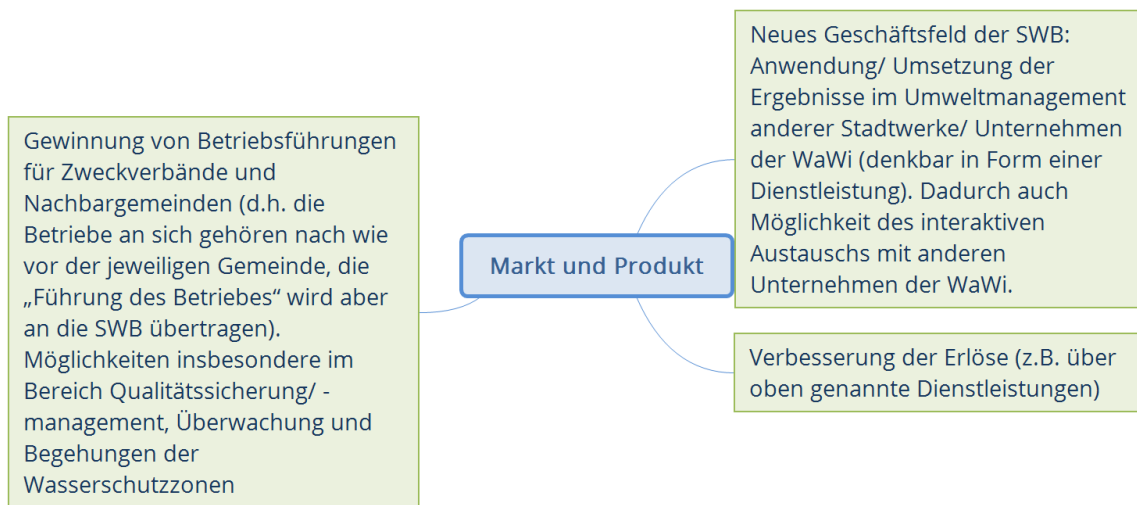 Gewinnung von Betriebsführungen
für Zweckverbände und
Nachbargemeinden (d.h. die
Betriebe an sich gehören nach wie
vor der jeweiligen Gemeinde, die
„Führung des Betriebes“ wird aber
an die SWB übertragen).
Möglichkeiten insbesondere im
Bereich Qualitätssicherung/ -
management, Überwachung und
Begehungen der
Wasserschutzzonen
Markt und Produkt
Neues Geschäftsfeld der SWB:
Anwendung/ Umsetzung der
Ergebnisse im Umweltmanagement
anderer Stadtwerke/ Unternehmen
der WaWi (denkbar in Form einer
Dienstleistung). Dadurch auch
Möglichkeit des interaktiven
Austauschs mit anderen
Unternehmen der WaWi.
Verbesserung der Erlöse (z.B. über
oben genannte Dienstleistungen)